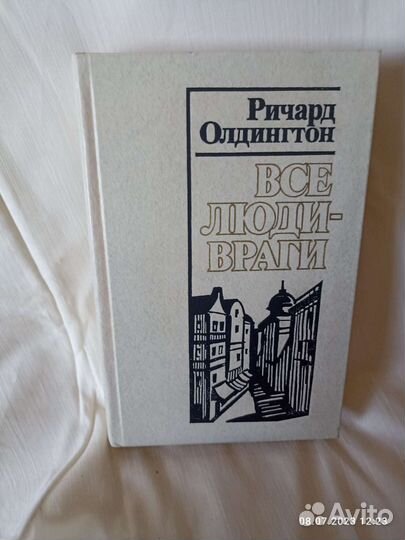 Ричард
Олдингтон
ВСЕ
ЛЮДИ-
ВРАГИ
08.07.2023 12:23
Avito